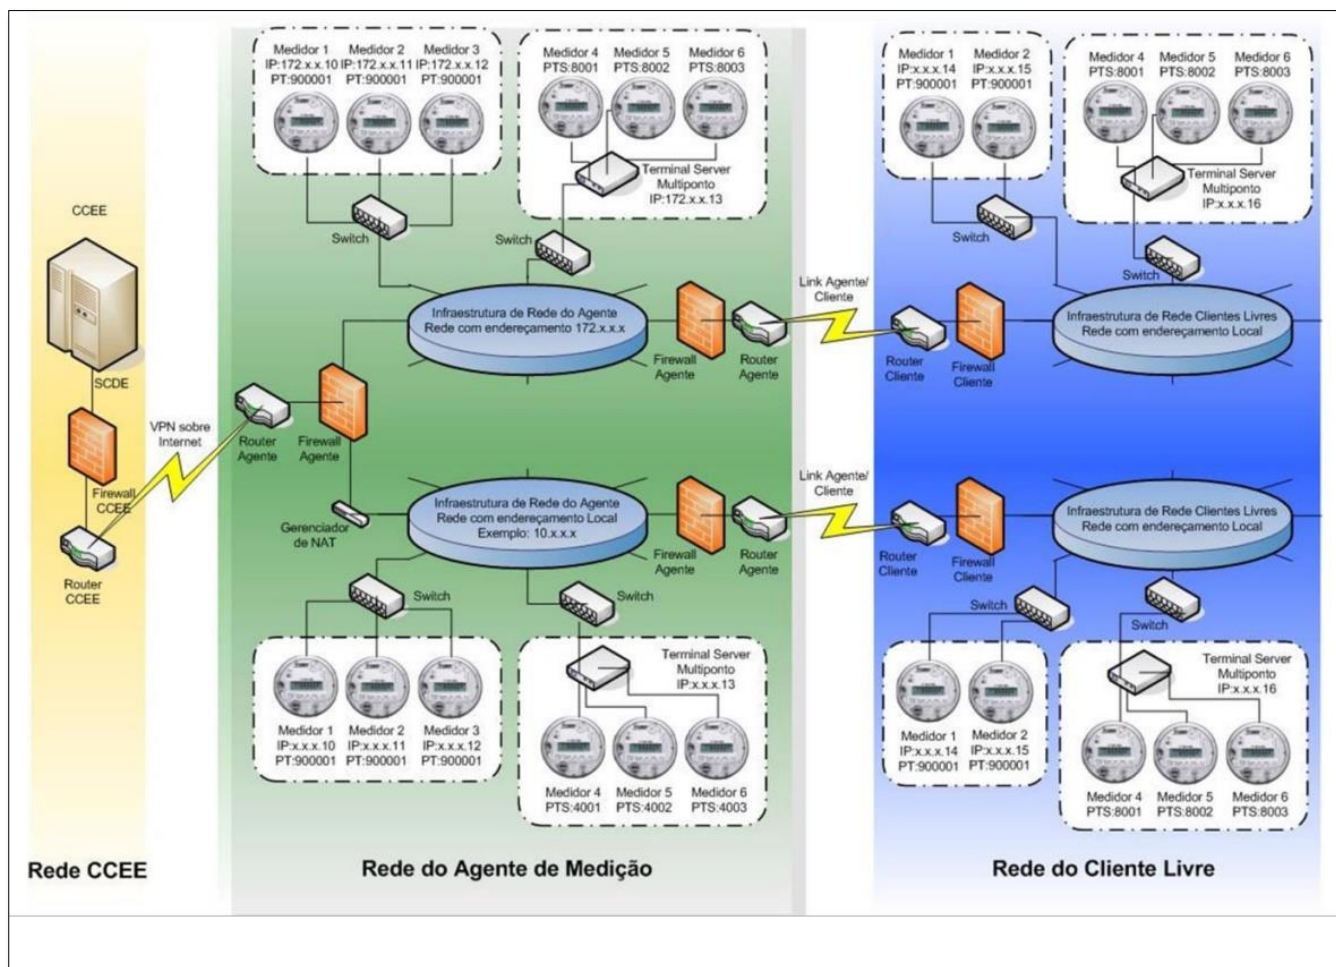 CCEE
SCDE
Firewall
CCEE
Router
CCEE
VPN sobre
Internet
Rede CCEE
Medidor 1
IP:172.x.x.10
PT:900001
Medidor 2
IP:172.x.x.11
PT:900001
Medidor 3
IP:172.x.x.12
PT:900001
Switch
Medidor 4
PTS:8001
Medidor 5
PTS:8002
Medidor 6
PTS:8003
Terminal Server
Multiponto
IP:172.x.x.13
Switch
Infraestrutura de Rede do Agente
Rede com endereçamento 172.x.x.x
Firewall
Agente
Router
Agente
Router
Agente
Firewall
Agente
Gerenciador
de NAT
Infraestrutura de Rede do Agente
Rede com endereçamento Local
Exemplo: 10.x.x.x
Firewall
Agente
Router
Agente
Switch
Switch
Medidor 1
IP:x.x.x.10
PT:900001
Medidor 2
IP:x.x.x.11
PT:900001
Medidor 3
IP:x.x.x.12
PT:900001
Terminal Server
Multiponto
IP:x.x.x.13
Medidor 4
PTS:4001
Medidor 5
PTS:4002
Medidor 6
PTS:4003
Rede do Agente de Medição
Link Agente/
Cliente
Link Agente/
Cliente
Medidor 1
IP:x.x.x.14
PT:900001
Medidor 2
IP:x.x.x.15
PT:900001
Switch
Medidor 4
PTS:8001
Medidor 5
PTS:8002
Medidor 6
PTS:8003
Terminal Server
Multiponto
IP:x.x.x.16
Switch
Router
Cliente
Firewall
Cliente
Infraestrutura de Rede Clientes Livres
Rede com endereçamento Local
Router
Cliente
Firewall
Cliente
Infraestrutura de Rede Clientes Livres
Rede com endereçamento Local
Switch
Switch
Medidor 1
IP:x.x.x.14
PT:900001
Medidor 2
IP:x.x.x.15
PT:900001
Terminal Server
Multiponto
IP:x.x.x.16
Medidor 4
PTS:8001
Medidor 5
PTS:8002
Medidor 6
PTS:8003
Rede do Cliente Livre